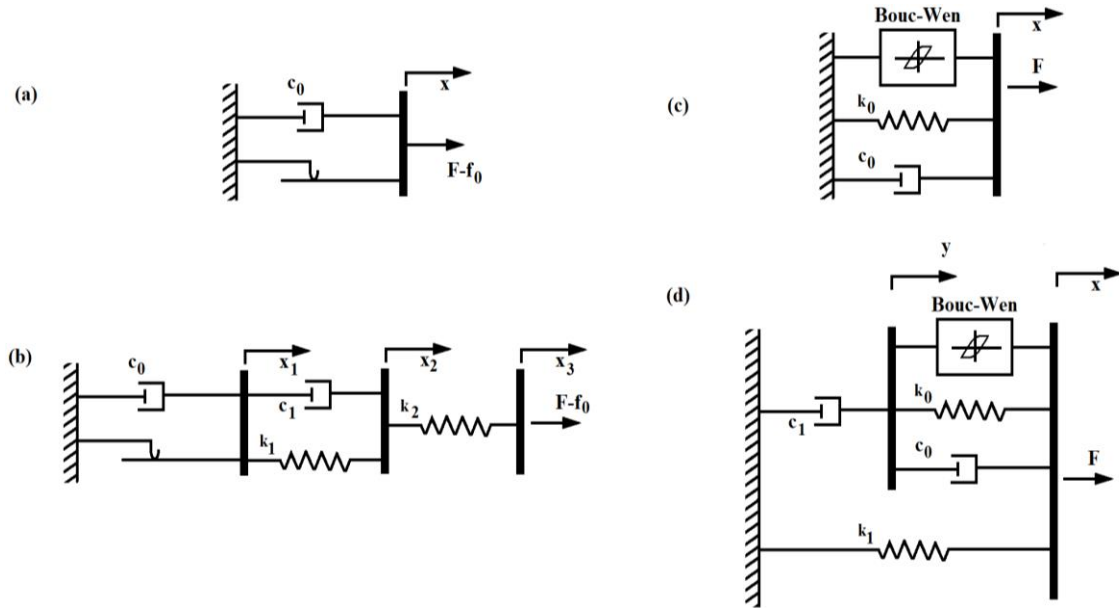 (a)
c0
x
F-f0
(b)
c0
x1
c1
k1
x2
k2
x3
F-f0
(c)
Bouc-Wen
x
F
k0
c0
(d)
y
x
Bouc-Wen
k0
c1
c0
F
k1